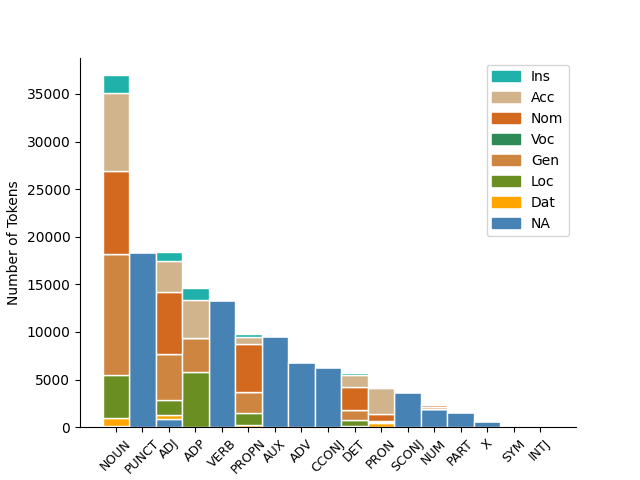 Ins
Acc
Nom
Voc
Gen
Loc
Dat
NA
Number of Tokens
35000
30000
25000
20000
15000
10000
5000
0
NOUN PUNCT ADJ ADP VERB PROPN AUX ADV CCONJ DET PRON SCONJ NUM PART X SYM INTJ